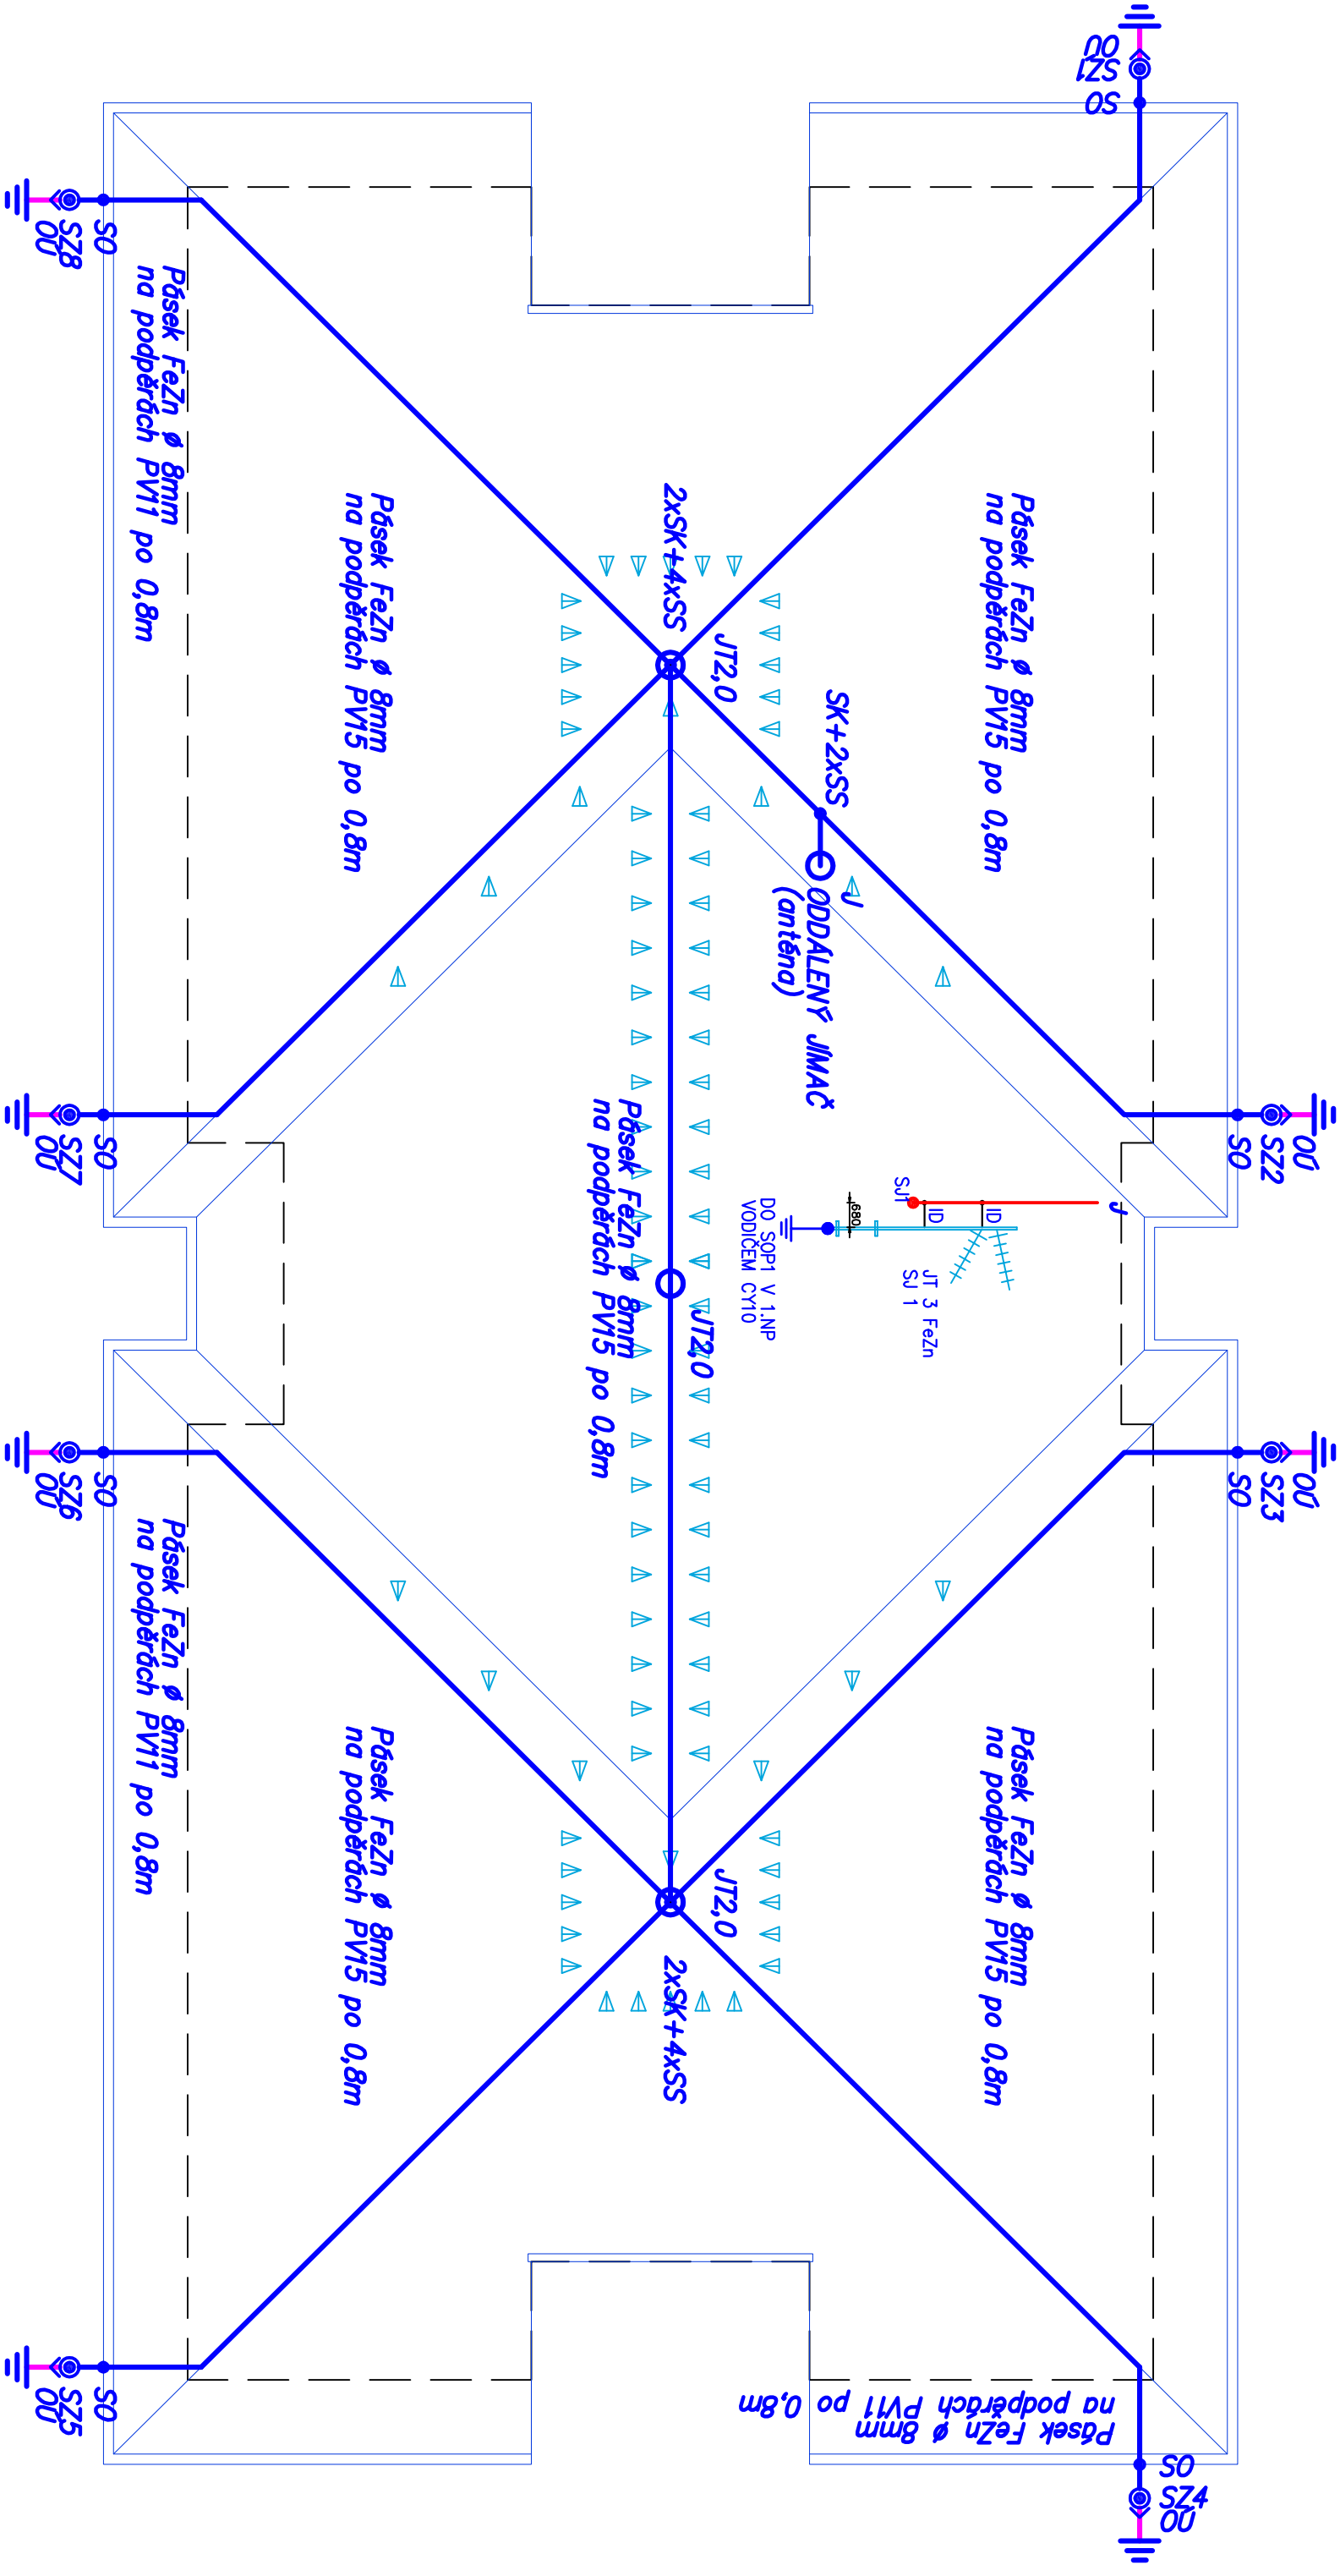 OÚ
SZ1
SO
SO
SZ8
OÚ
Pásek FeZn ø 8mm
na podpěrách PV11 po 0,8m
Pásek FeZn ø 8mm
na podpěrách PV15 po 0,8m
2xSK+4xSS
JT2,0
Pásek FeZn ø 8mm
na podpěrách PV15 po 0,8m
SK+2xSS
J
ODDÁLENÝ JÍMAČ
(anténa)
SO
SZ7
OÚ
OÚ
SZ2
SO
Pásek FeZn ø 8mm
na podpěrách PV15 po 0,8m
JT2,0
J
SJ1
ID
ID
680
DO SOP1 V 1.NP
VODIČEM CY10
JT 3 FeZn
SJ 1
SO
SZ6
OÚ
OÚ
SZ3
SO
Pásek FeZn ø 8mm
na podpěrách PV11 po 0,8m
Pásek FeZn ø 8mm
na podpěrách PV15 po 0,8m
JT2,0
2xSK+4xSS
Pásek FeZn ø 8mm
na podpěrách PV15 po 0,8m
SO
SZ5
OÚ
Pásek FeZn ø 8mm
na podpěrách PV11 po 0,8m
SO
SZ4
OÚ